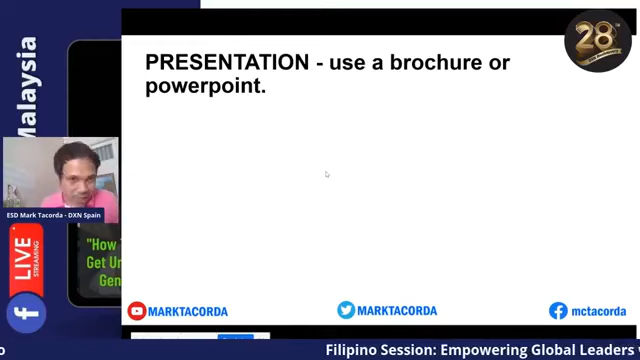 PRESENTATION - use a brochure or
powerpoint.
28
Malaysia
ESD Mark Tacorda - DXN Spain
"How
Get Un
Gen
LIVE
STREAMING
MARKTACORDA
MARKTACORDA
mctacorda
Filipino Session: Empowering Global Leaders